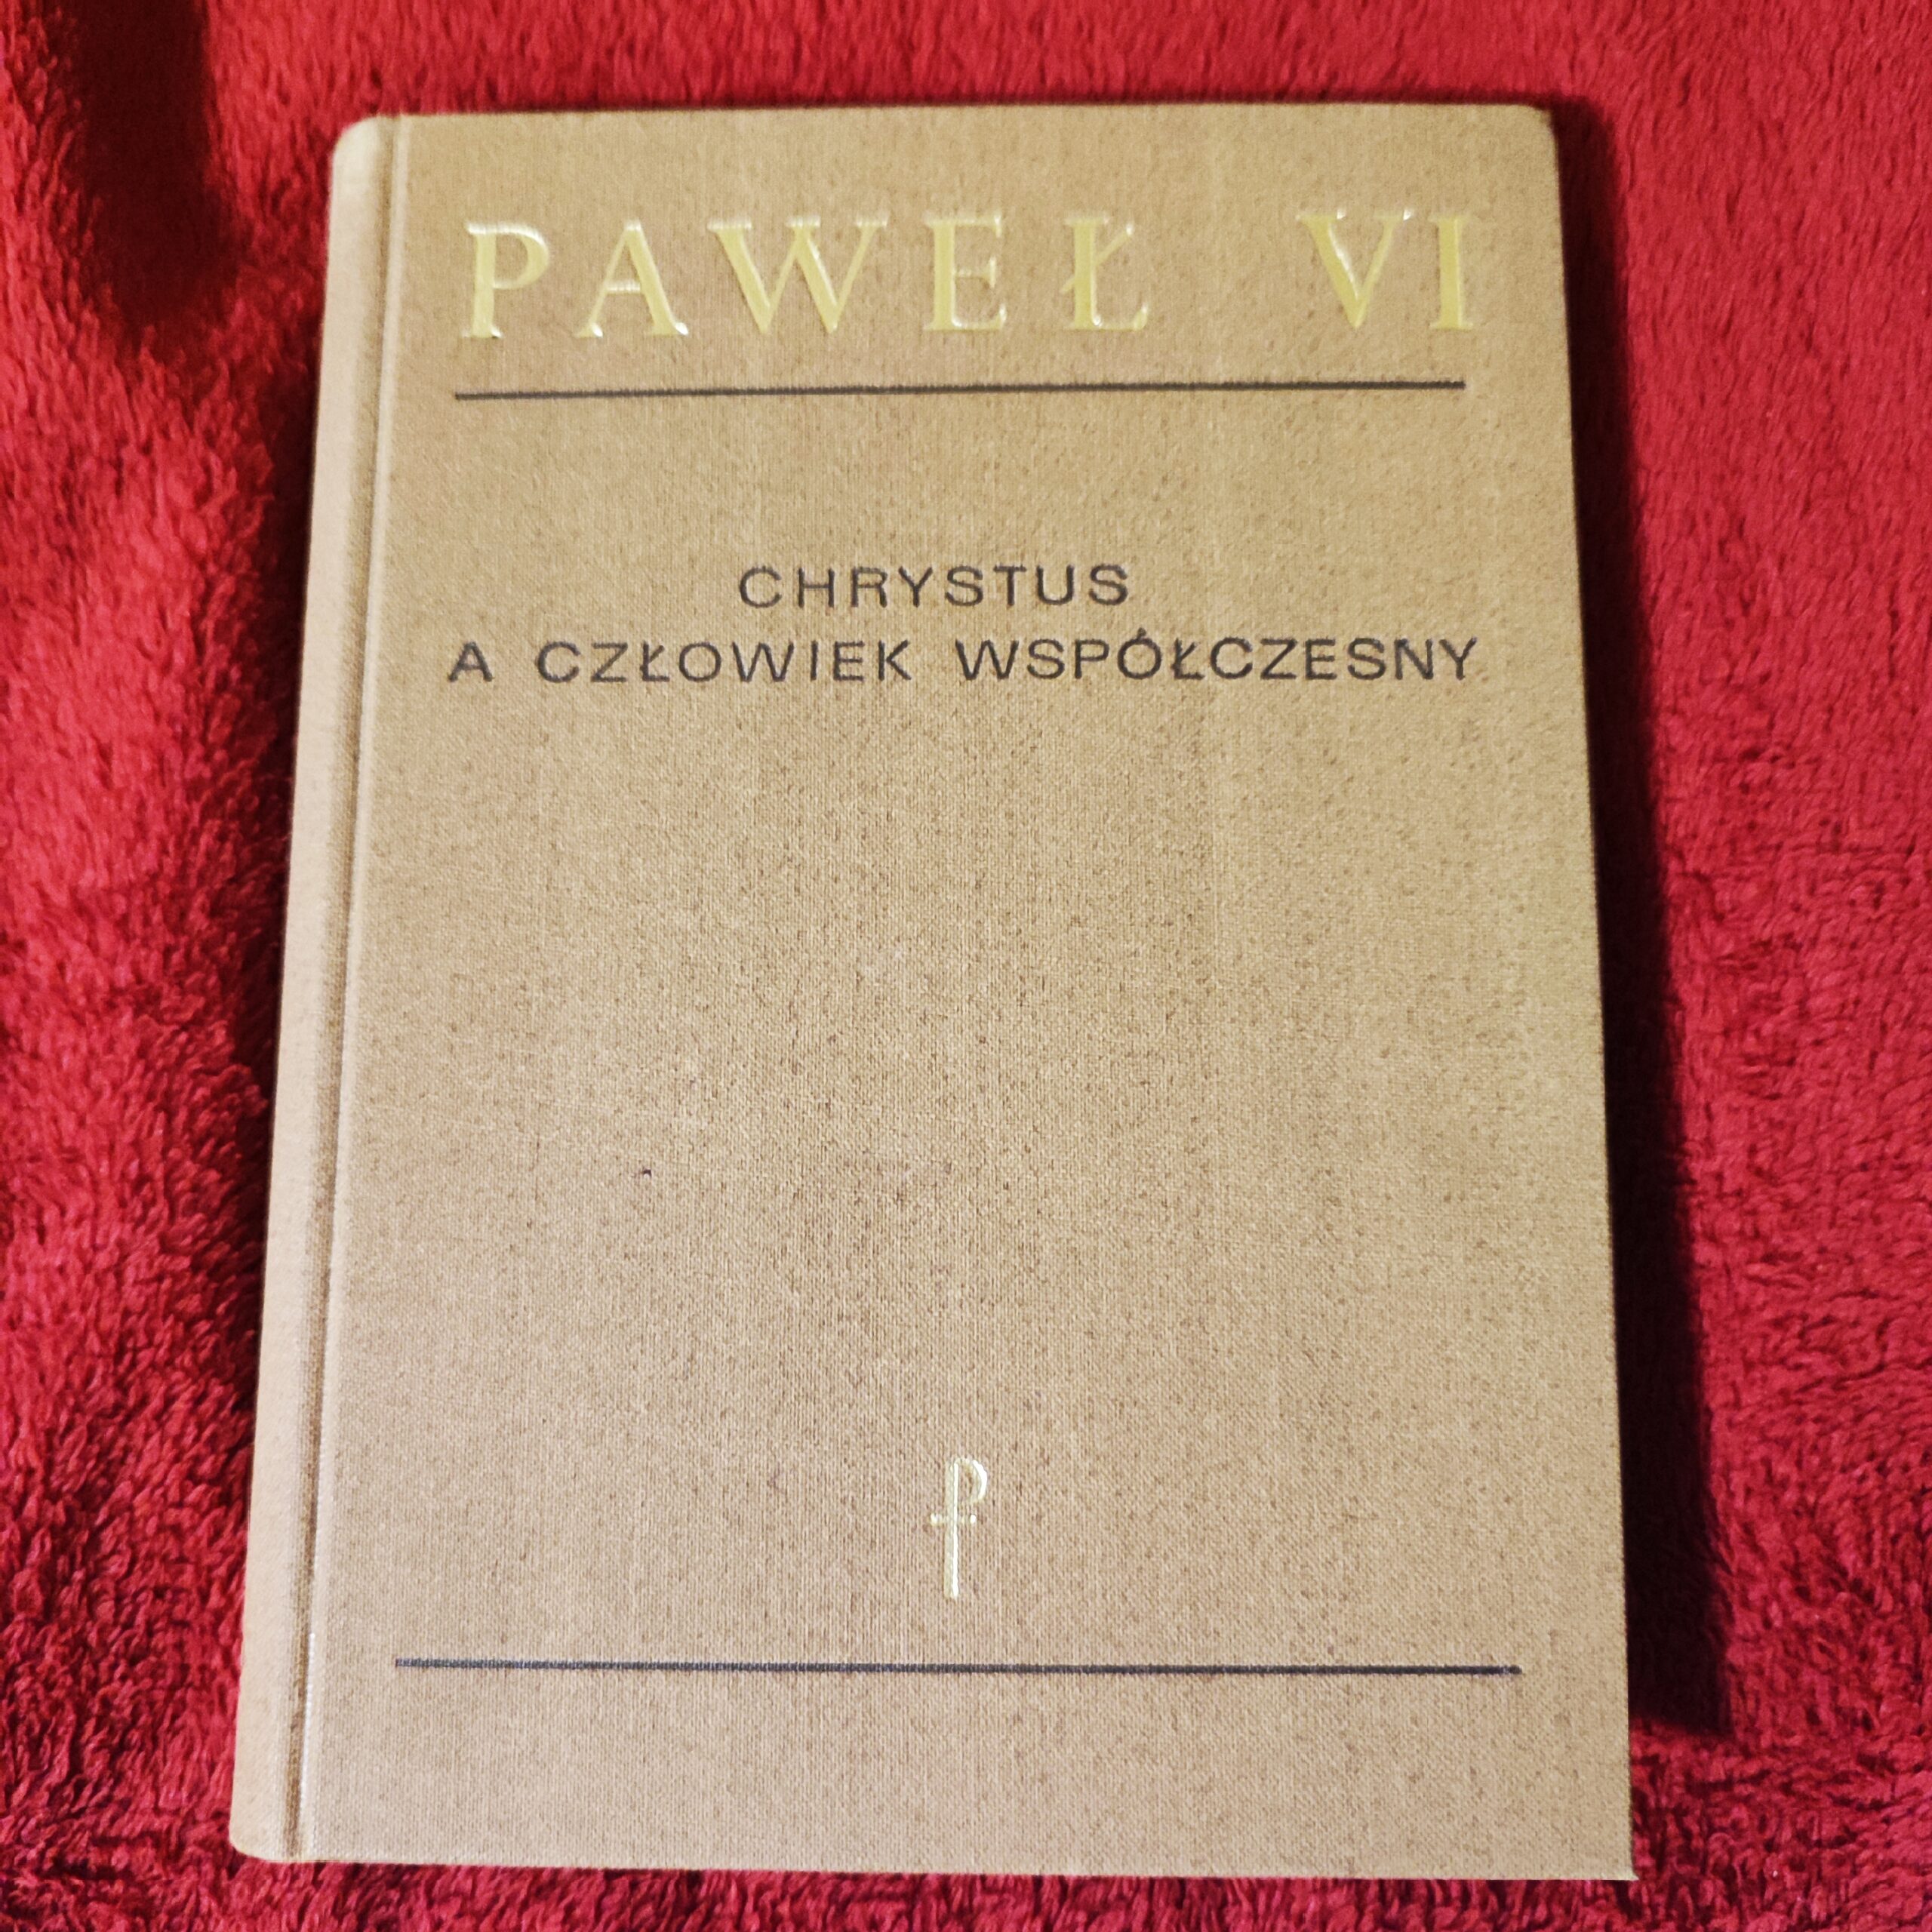 PAWEŁ VI
CHRYSTUS
A CZŁOWIEK WSPÓŁCZESNY